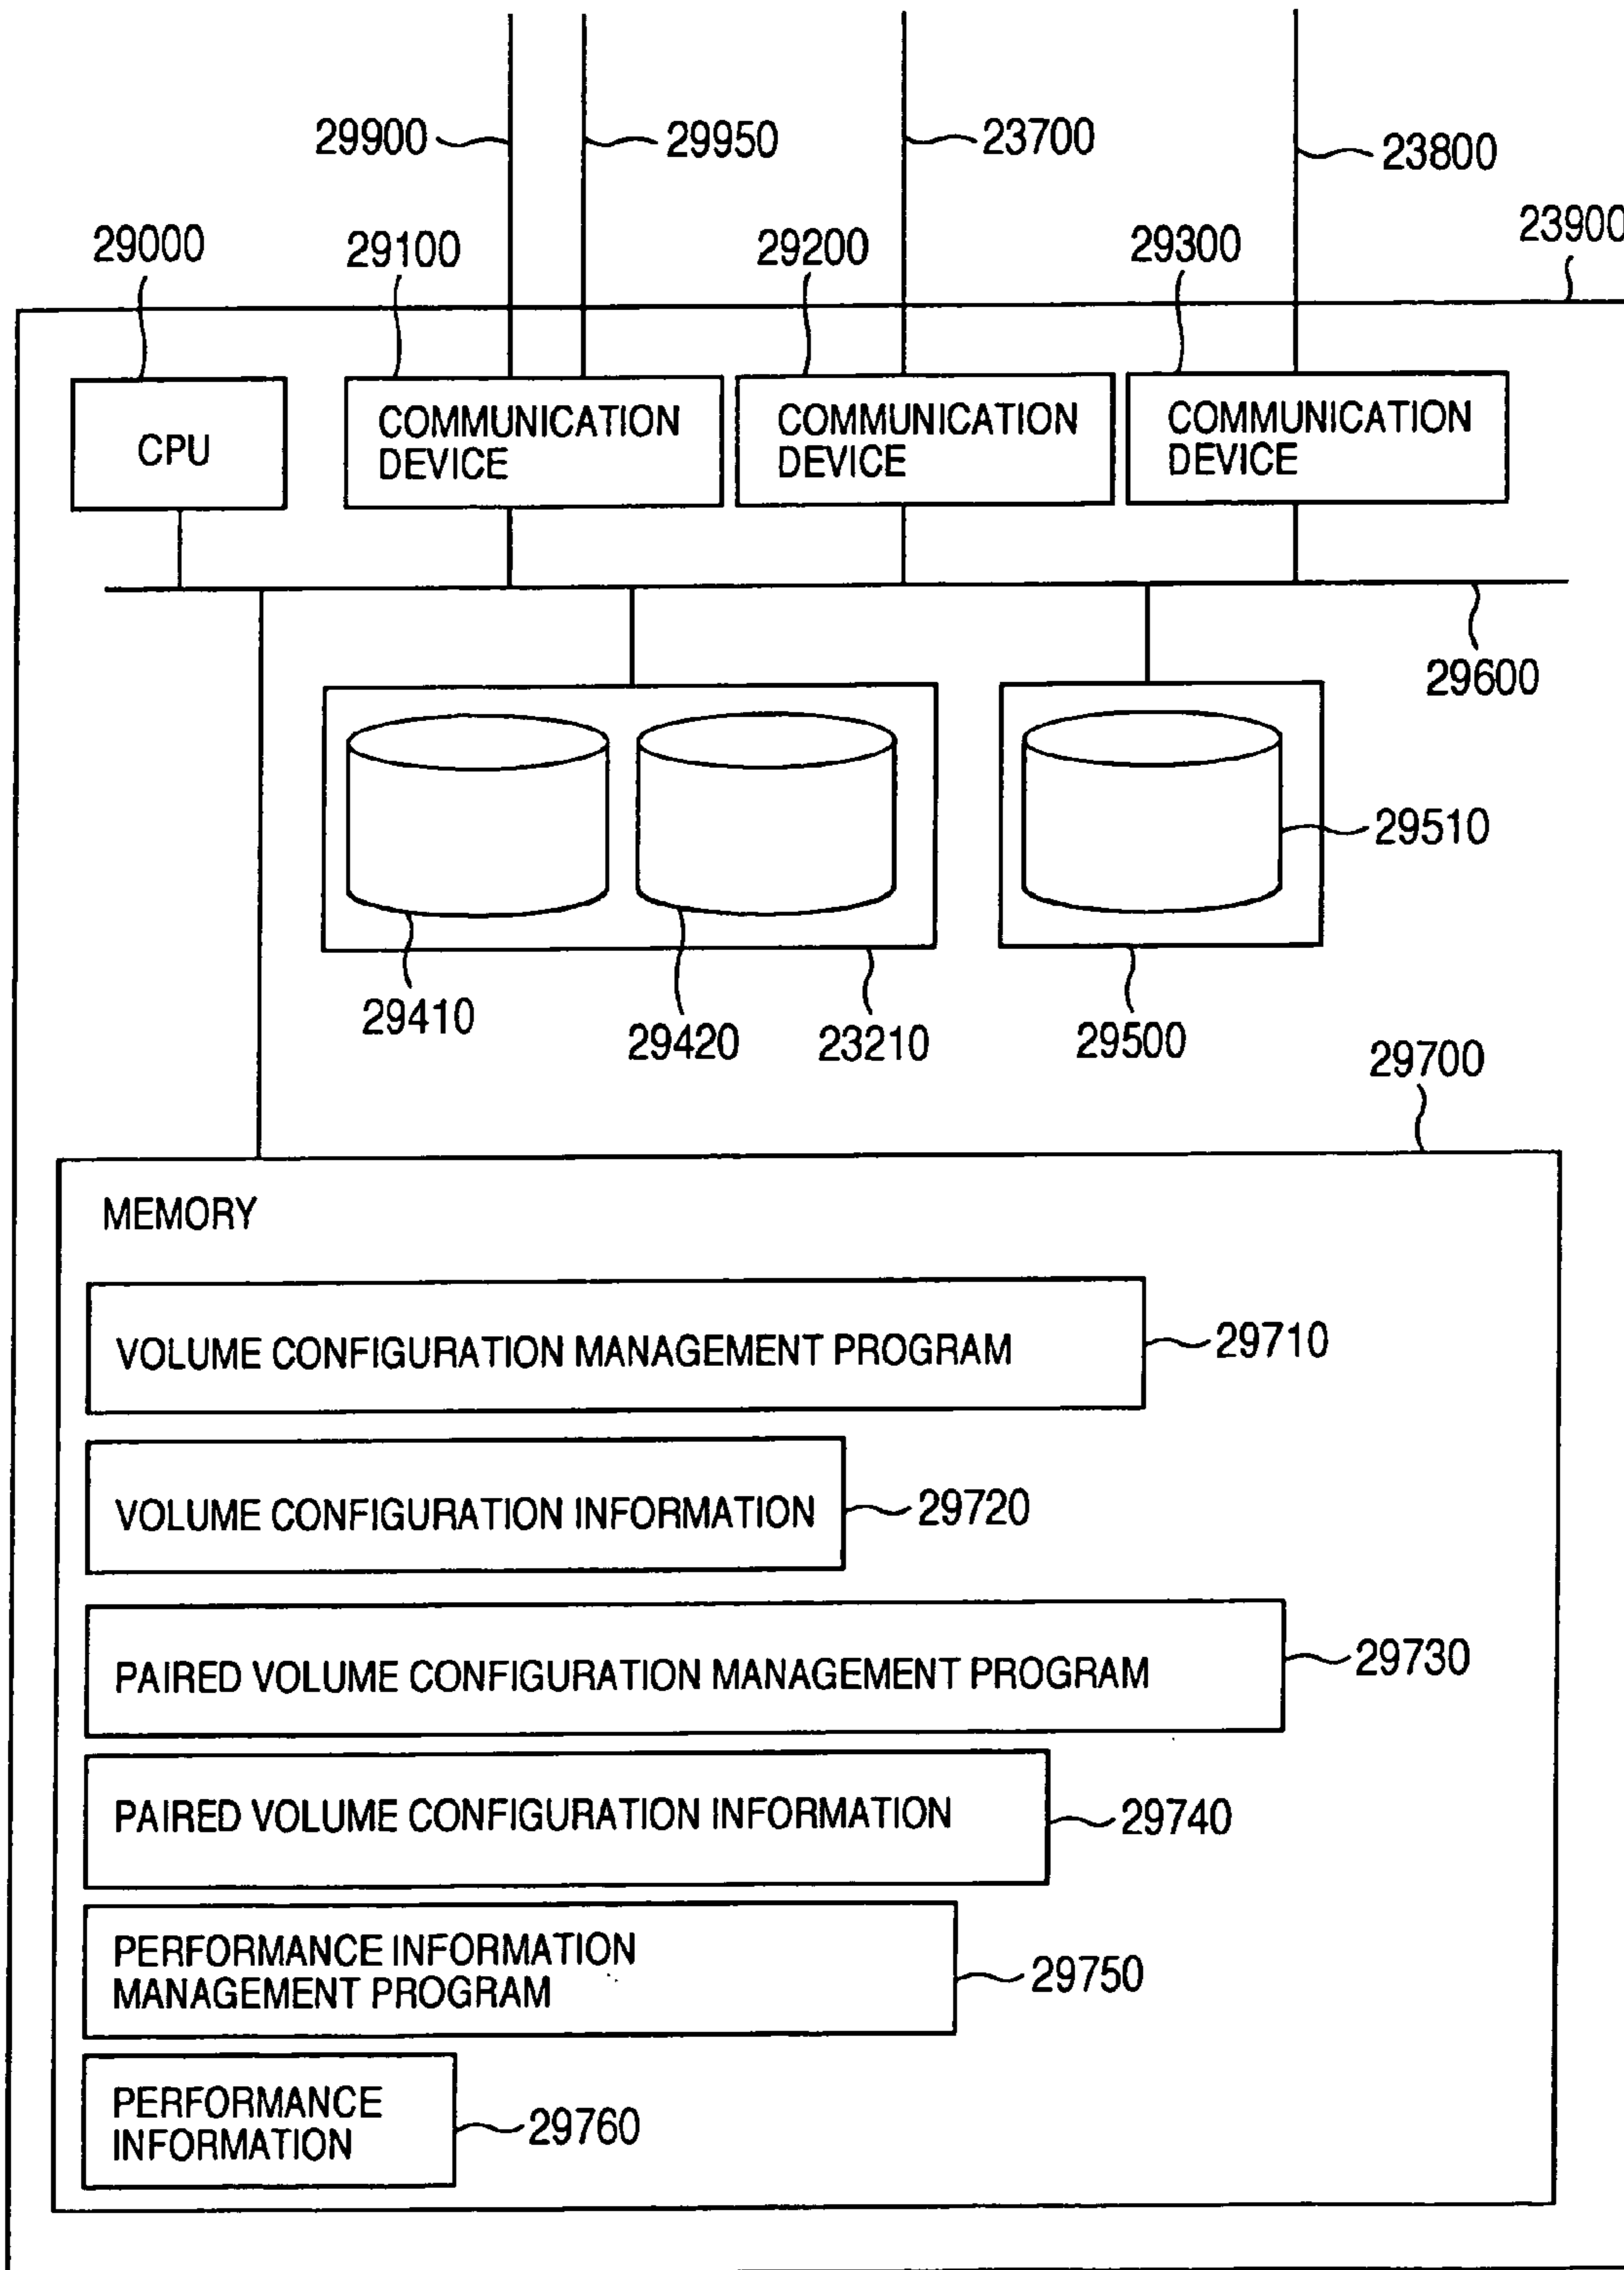 29900
29950
23700
23800
23900
29000
29100
29200
29300
CPU
COMMUNICATION
DEVICE
COMMUNICATION
DEVICE
COMMUNICATION
DEVICE
29600
29510
29410
29420
23210
29500
29700
MEMORY
VOLUME CONFIGURATION MANAGEMENT PROGRAM
29710
VOLUME CONFIGURATION INFORMATION
29720
PAIRED VOLUME CONFIGURATION MANAGEMENT PROGRAM
29730
PAIRED VOLUME CONFIGURATION INFORMATION
29740
PERFORMANCE INFORMATION
MANAGEMENT PROGRAM
29750
PERFORMANCE
INFORMATION
29760